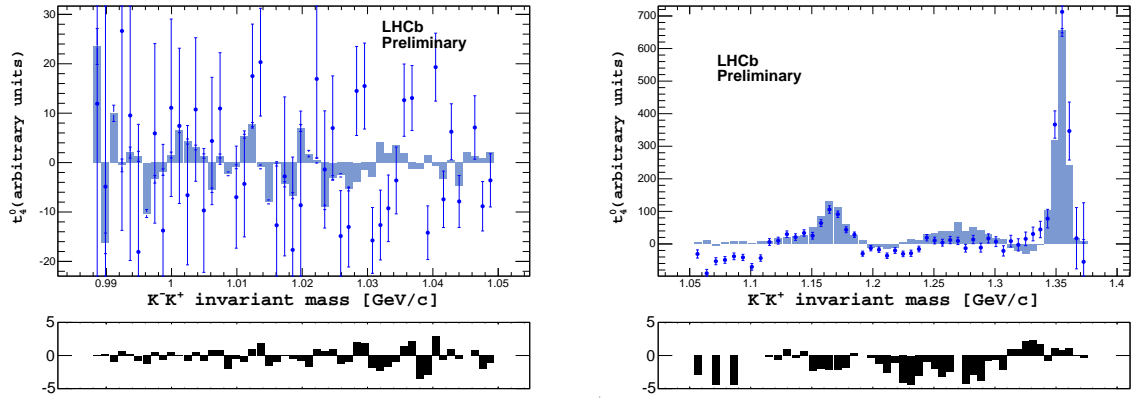 t₄⁰(arbitrary units)
30
20
10
0
-10
-20
LHCb
Preliminary
0.99 1 1.01 1.02 1.03 1.04 1.05
K⁻K⁺ invariant mass [GeV/c]
5
0
-5
t₄⁰(arbitrary units)
700
600
500
400
300
200
100
0
LHCb
Preliminary
1.05 1.1 1.15 1.2 1.25 1.3 1.35 1.4
K⁻K⁺ invariant mass [GeV/c]
5
0
-5